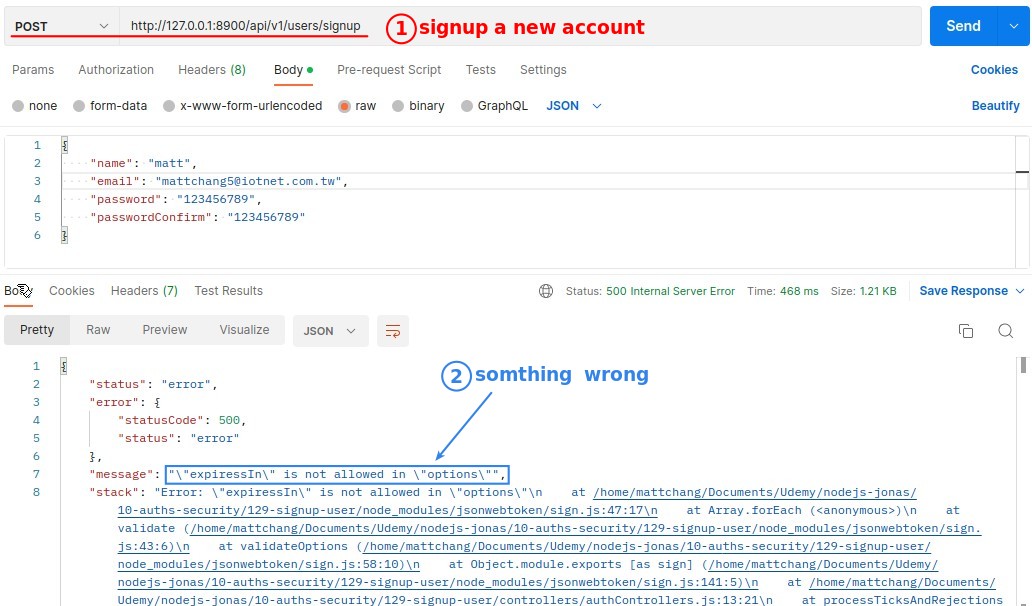 POST http://127.0.0.1:8900/api/v1/users/signup 1 signup a new account Send
Params Authorization Headers (8) Body Pre-request Script Tests Settings Cookies
none form-data x-www-form-urlencoded raw binary GraphQL JSON Beautify
1 {
2 "name": "matt",
3 "email": "mattchang5@iotnet.com.tw",
4 "password": "123456789",
5 "passwordConfirm": "123456789"
6 }
Body Cookies Headers (7) Test Results Status: 500 Internal Server Error Time: 468 ms Size: 1.21 KB Save Response
Pretty Raw Preview Visualize JSON
1 {
2 somthing wrong
2 "status": "error",
3 "error": {
4 "statusCode": 500,
5 "status": "error"
6 },
7 "message": "\"expiressIn\" is not allowed in \"options\"",
8 "stack": "Error: \"expiressIn\" is not allowed in \"options\"\n    at /home/mattchang/Documents/Udemy/nodejs-jonas/
10-auths-security/129-signup-user/node_modules/jsonwebtoken/sign.js:47:17\n    at Array.forEach (<anonymous>)\n    at
validate (/home/mattchang/Documents/Udemy/nodejs-jonas/10-auths-security/129-signup-user/node_modules/jsonwebtoken/sign.
js:43:6)\n    at validateOptions (/home/mattchang/Documents/Udemy/nodejs-jonas/10-auths-security/129-signup-user/
node_modules/jsonwebtoken/sign.js:58:10)\n    at Object.module.exports [as sign] (/home/mattchang/Documents/Udemy/
nodejs-jonas/10-auths-security/129-signup-user/node_modules/jsonwebtoken/sign.js:141:5)\n    at /home/mattchang/Documents/
Udemy/nodejs-jonas/10-auths-security/129-signup-user/controllers/authControllers.js:13:21\n    at processTicksAndRejections